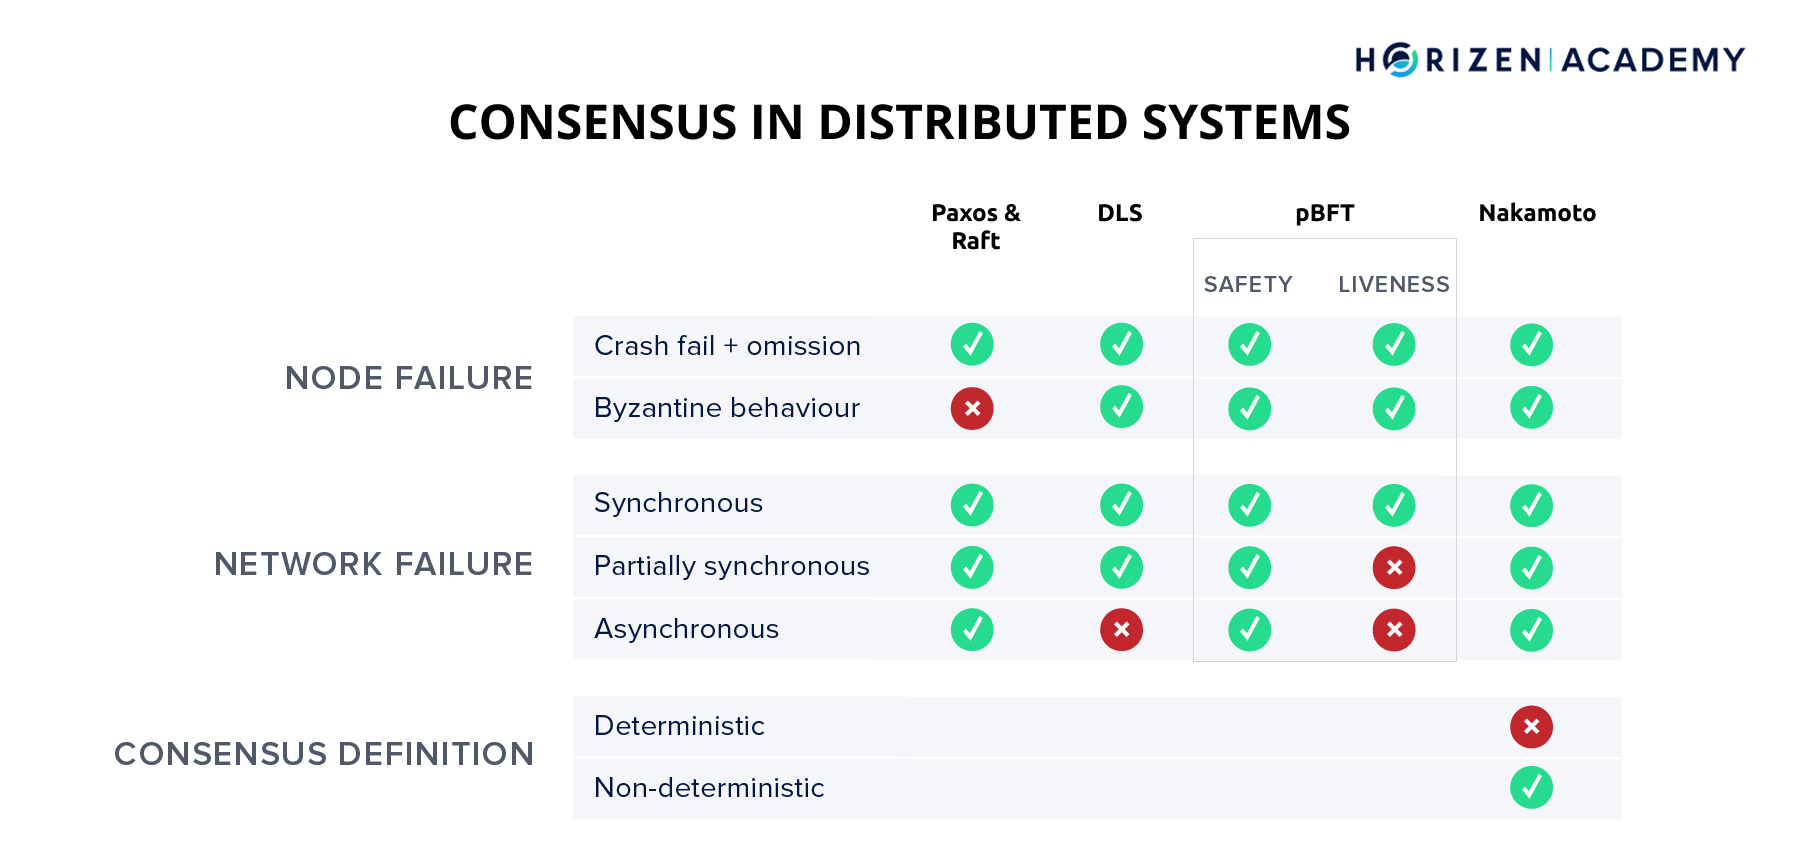 HORIZEN | ACADEMY
CONSENSUS IN DISTRIBUTED SYSTEMS
Paxos &
Raft
DLS
pBFT
Nakamoto
SAFETY
LIVENESS
NODE FAILURE
Crash fail + omission
Byzantine behaviour
NETWORK FAILURE
Synchronous
Partially synchronous
Asynchronous
CONSENSUS DEFINITION
Deterministic
Non-deterministic